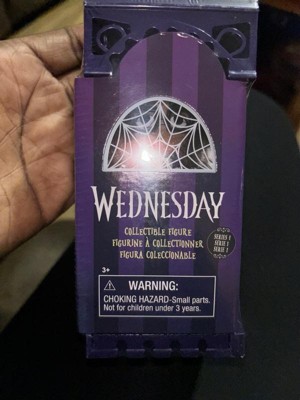 WEDNESDAY
COLLECTIBLE FIGURE
FIGURINE À COLLECTIONNER
FIGURA COLECCIONABLE
SERIES 1
SÉRIE 1
SERIE 1
3+
WARNING:
CHOKING HAZARD-Small parts.
Not for children under 3 years.